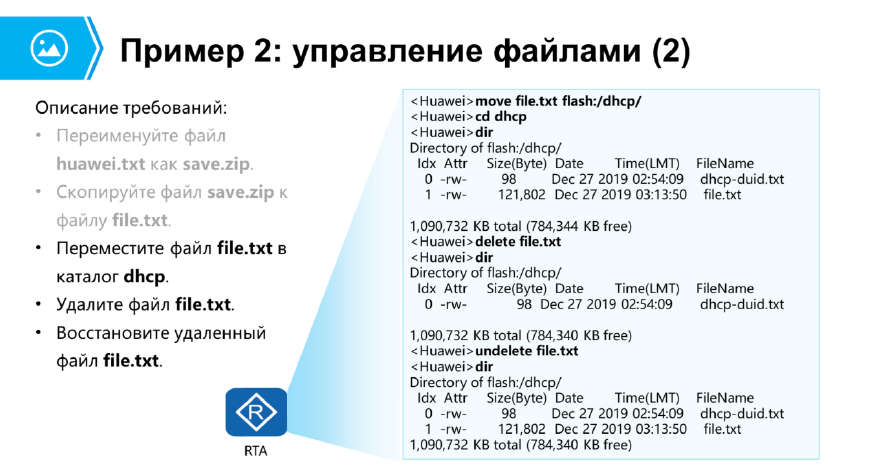 Пример 2: управление файлами (2)
Описание требований:
• Переименуйте файл
huawei.txt как save.zip.
• Скопируйте файл save.zip к
файлу file.txt.
• Переместите файл file.txt в
каталог dhcp.
• Удалите файл file.txt.
• Восстановите удаленный
файл file.txt.
RTA
<Huawei>move file.txt flash:/dhcp/
<Huawei>cd dhcp
<Huawei>dir
Directory of flash:/dhcp/
Idx Attr Size(Byte) Date Time(LMT) FileName
0 -rw- 98 Dec 27 2019 02:54:09 dhcp-duid.txt
1 -rw- 121,802 Dec 27 2019 03:13:50 file.txt
1,090,732 KB total (784,344 KB free)
<Huawei>delete file.txt
<Huawei>dir
Directory of flash:/dhcp/
Idx Attr Size(Byte) Date Time(LMT) FileName
0 -rw- 98 Dec 27 2019 02:54:09 dhcp-duid.txt
1,090,732 KB total (784,340 KB free)
<Huawei>undelete file.txt
<Huawei>dir
Directory of flash:/dhcp/
Idx Attr Size(Byte) Date Time(LMT) FileName
0 -rw- 98 Dec 27 2019 02:54:09 dhcp-duid.txt
1 -rw- 121,802 Dec 27 2019 03:13:50 file.txt
1,090,732 KB total (784,340 KB free)
R